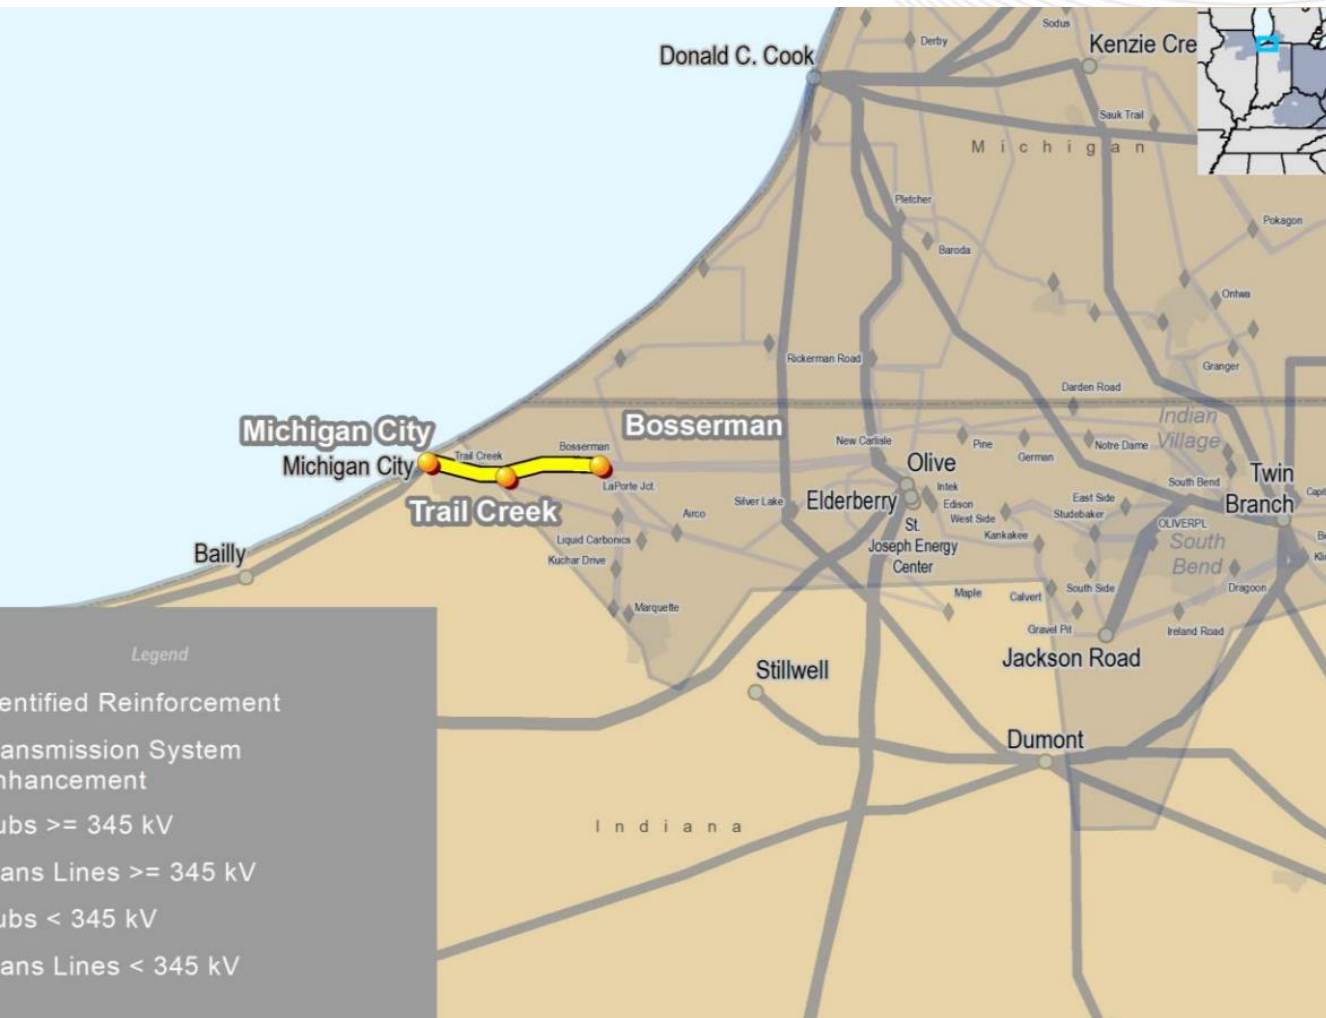 Sodus
Derby
Kenzie Cre
Donald C. Cook
Sauk Trail
Michigan
Pletcher
Pokagon
Baroda
Ontwa
Rickerman Road
Granger
Darden Road
Indian
Village
Michigan City
Bosserman
Bosserman
New Carlisle
Pine
German
Notre Dame
Michigan City
Trail Creek
Olive
South Bend
Twin
Branch
LaPorte Jct.
Intek
Silver Lake
Elderberry
Edison
East Side
Trail Creek
Airco
West Side
Studebaker
OLIVERPL
St.
Joseph Energy
Center
Kankakee
South
Bend
Liquid Carbonics
Bailly
Kuchar Drive
Maple
Calvert
South Side
Dragoon
Marquette
Gravel Pit
Ireland Road
Jackson Road
Stillwell
Dumont
Indiana
Legend
entified Reinforcement
ansmission System
nhancement
ubs >= 345 kV
ans Lines >= 345 kV
ubs < 345 kV
ans Lines < 345 kV